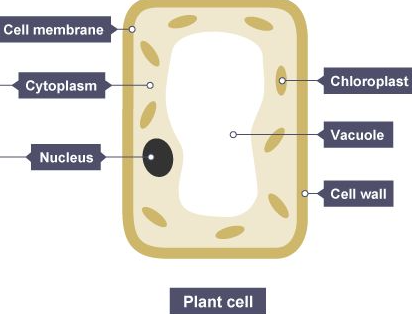 Cell membrane
Cytoplasm
Nucleus
Chloroplast
Vacuole
Cell wall
Plant cell